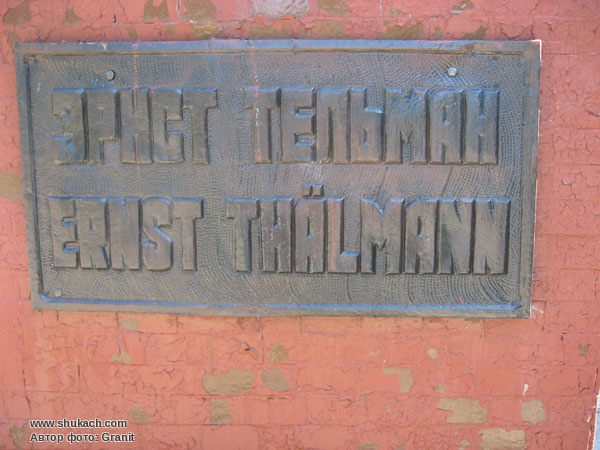 ЭРНСТ ТЕЛЬМАН
ERNST THÄLMANN
www.shukach.com
Автор фото: Granit